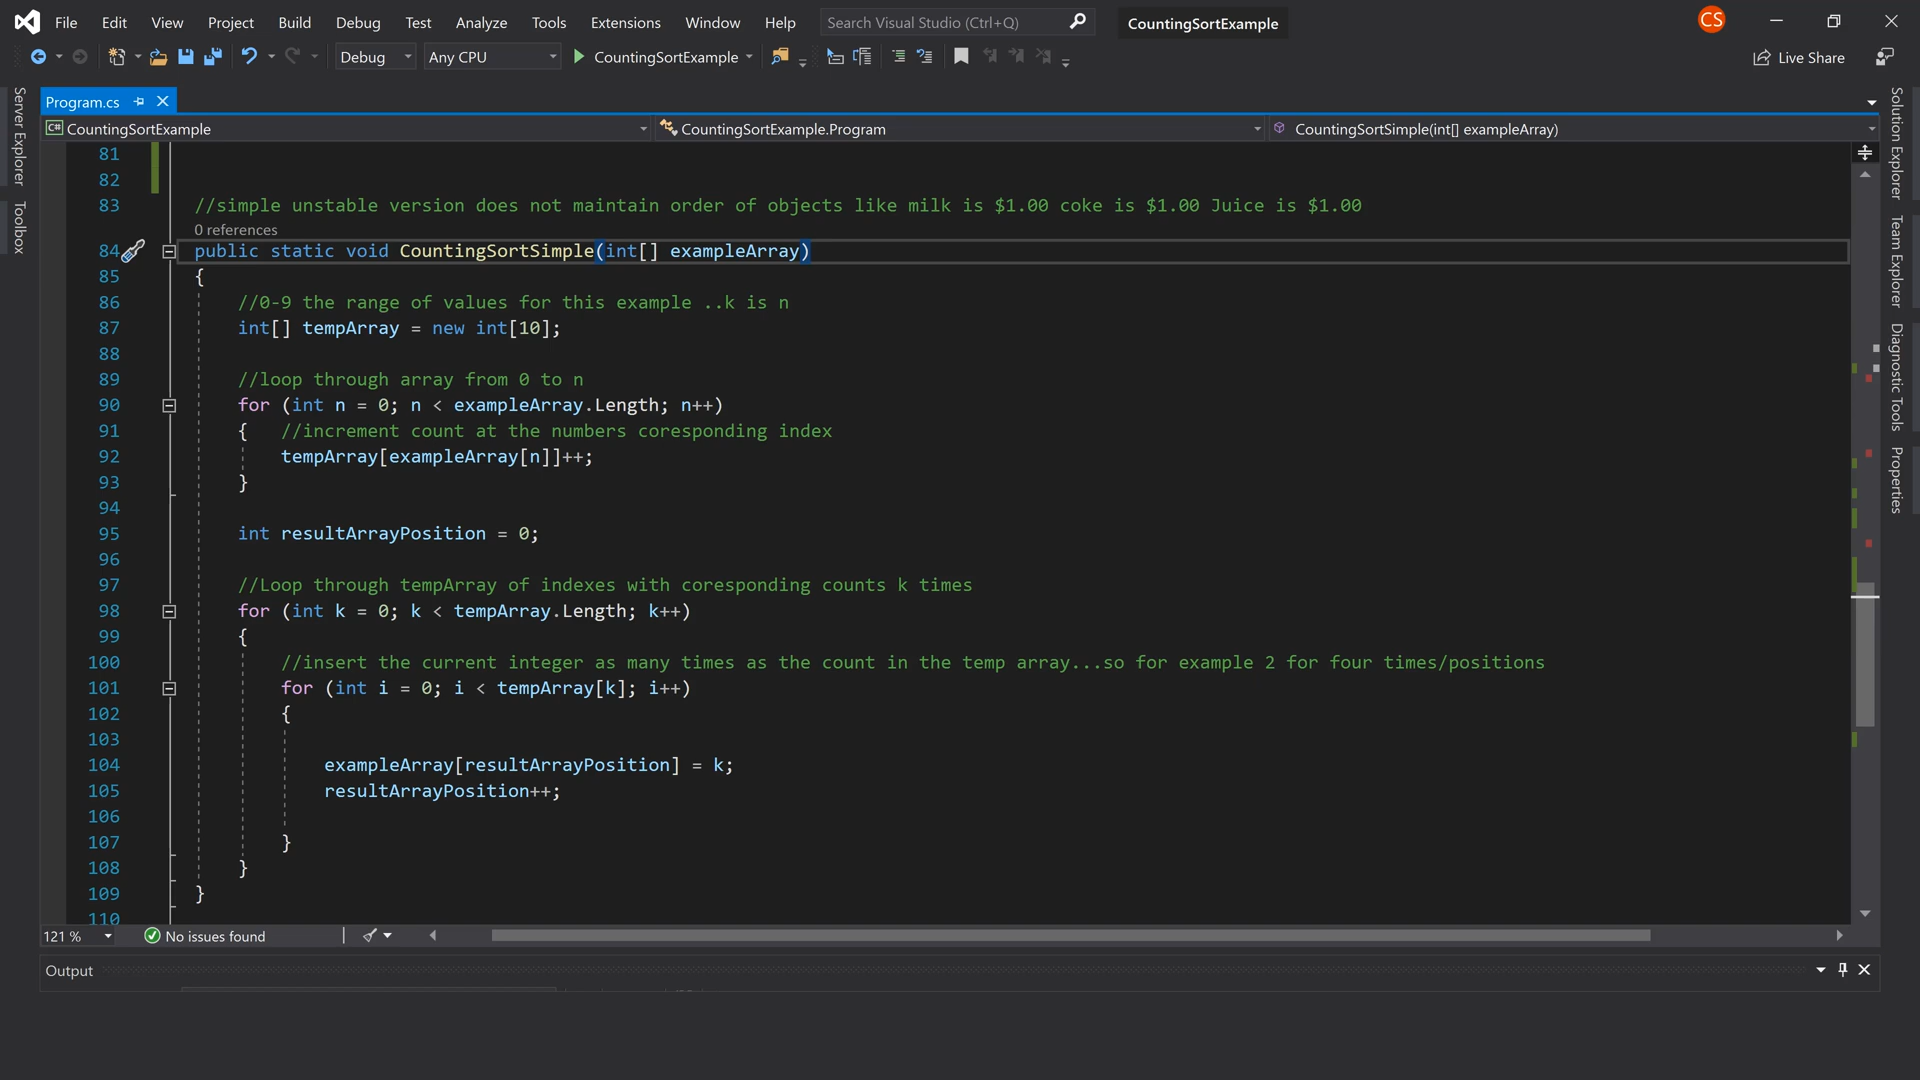 File Edit View Project Build Debug Test Analyze Tools Extensions Window Help Search Visual Studio (Ctrl+Q) CountingSortExample CS
Debug Any CPU CountingSortExample Live Share
Program.cs
CountingSortExample CountingSortExample.Program CountingSortSimple(int[] exampleArray)
Server Explorer
Toolbox
81
82
83 //simple unstable version does not maintain order of objects like milk is $1.00 coke is $1.00 Juice is $1.00
0 references
84 public static void CountingSortSimple(int[] exampleArray)
85 {
86 //0-9 the range of values for this example ..k is n
87 int[] tempArray = new int[10];
88
89 //loop through array from 0 to n
90 for (int n = 0; n < exampleArray.Length; n++)
91 { //increment count at the numbers coresponding index
92 tempArray[exampleArray[n]]++;
93 }
94
95 int resultArrayPosition = 0;
96
97 //Loop through tempArray of indexes with coresponding counts k times
98 for (int k = 0; k < tempArray.Length; k++)
99 {
100 //insert the current integer as many times as the count in the temp array...so for example 2 for four times/positions
101 for (int i = 0; i < tempArray[k]; i++)
102 {
103
104 exampleArray[resultArrayPosition] = k;
105 resultArrayPosition++;
106
107 }
108 }
109 }
110
Solution Explorer
Team Explorer
Diagnostic Tools
Properties
121 % No issues found
Output